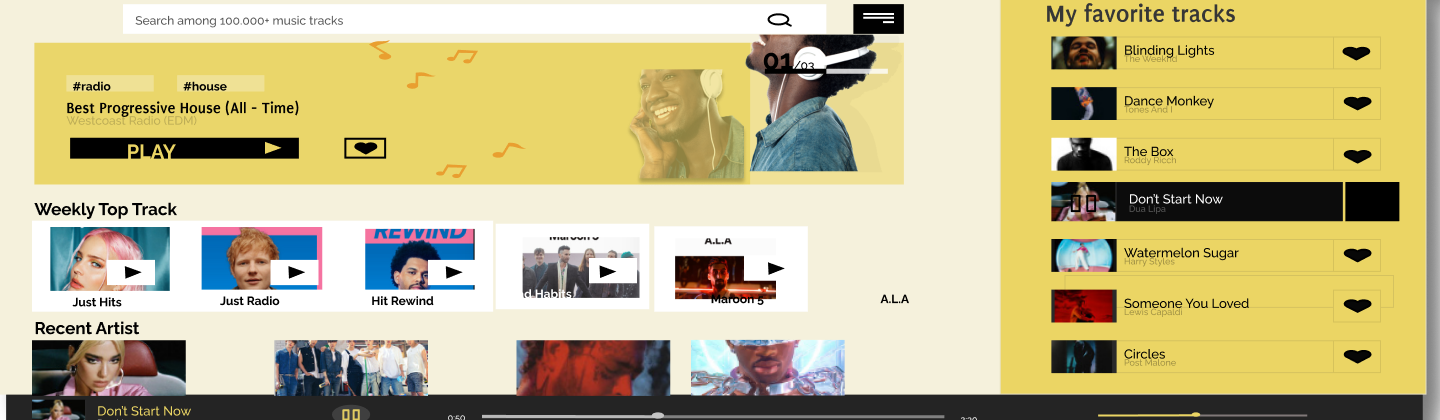 Search among 100.000+ music tracks
01/03
#radio #house
Best Progressive House (All - Time)
Westcoast Radio (EDM)
PLAY
Weekly Top Track
REWIND
Maroon 5
A.L.A
d Habits
Just Hits
Just Radio
Hit Rewind
Maroon 5
A.L.A
Recent Artist
My favorite tracks
Blinding Lights
The Weeknd
Dance Monkey
Tones And I
The Box
Roddy Ricch
Don't Start Now
Dua Lipa
Watermelon Sugar
Harry Styles
Someone You Loved
Lewis Capaldi
Circles
Post Malone
Don't Start Now
0:59